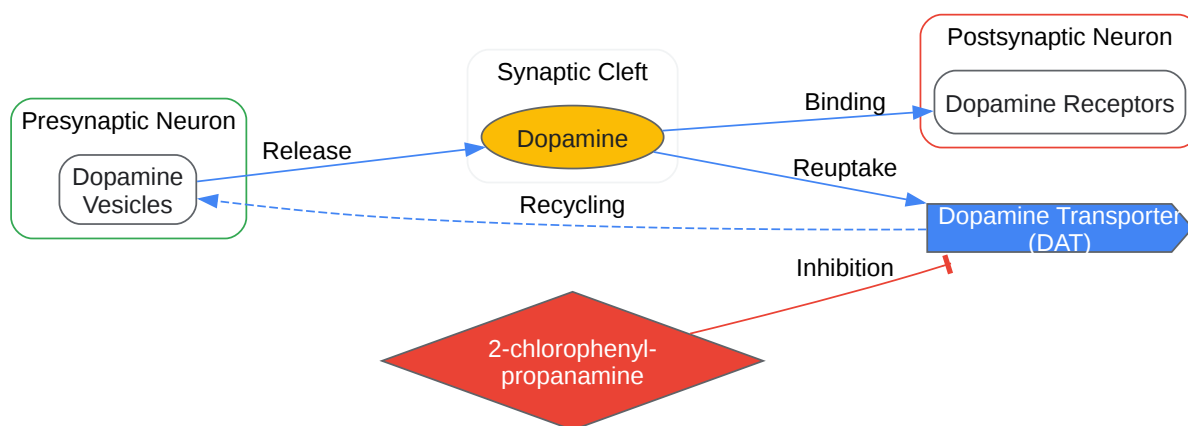 Postsynaptic Neuron
Synaptic Cleft
Binding
Dopamine Receptors
Presynaptic Neuron
Dopamine
Release
Reuptake
Dopamine
Vesicles
Recycling
Dopamine Transporter
(DAT)
Inhibition
2-chlorophenyl-
propanamine